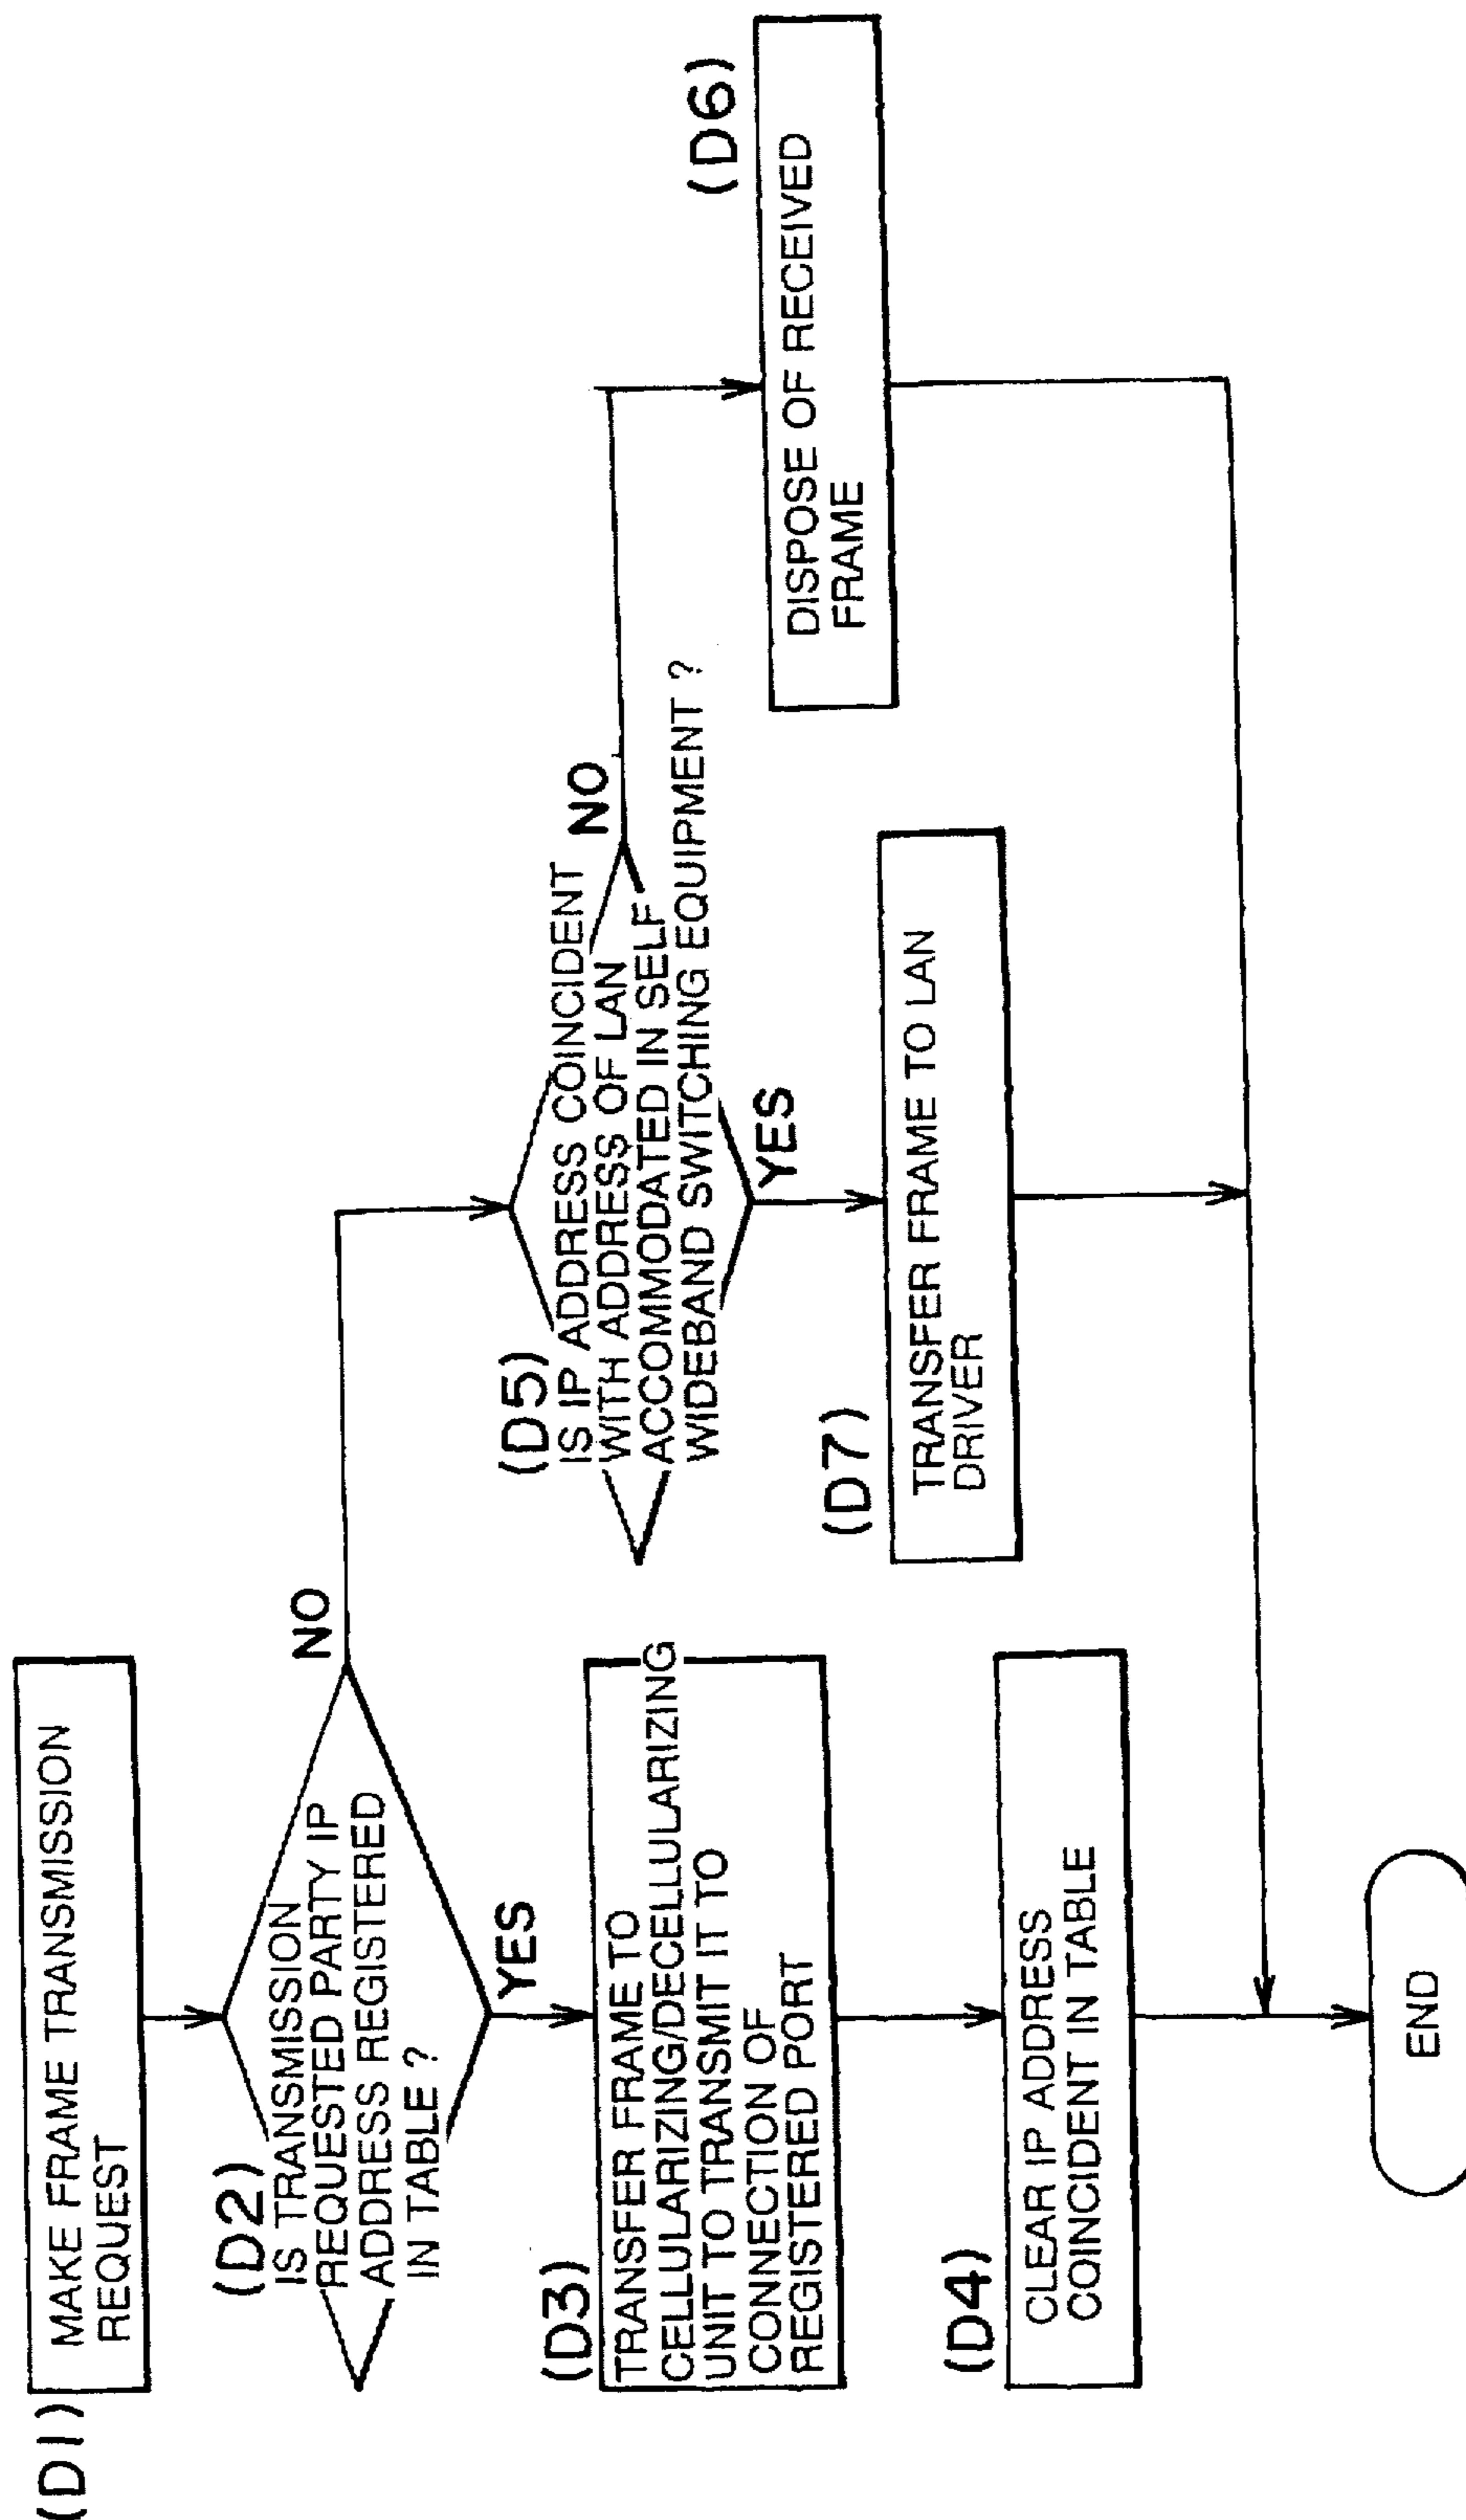 (D1)
MAKE FRAME TRANSMISSION
REQUEST
(D2)
IS TRANSMISSION
REQUESTED PARTY IP
ADDRESS REGISTERED
IN TABLE ?
NO
YES
(D3)
TRANSFER FRAME TO
CELLULARIZING/DECELLULARIZING
UNIT TO TRANSMIT IT TO
CONNECTION OF
REGISTERED PORT
(D4)
CLEAR IP ADDRESS
COINCIDENT IN TABLE
END
(D5)
IS IP ADDRESS COINCIDENT
WITH ADDRESS OF LAN
ACCOMMODATED IN SELF
WIDEBAND SWITCHING EQUIPMENT ?
NO
YES
(D7)
TRANSFER FRAME TO LAN
DRIVER
(D6)
DISPOSE OF RECEIVED
FRAME